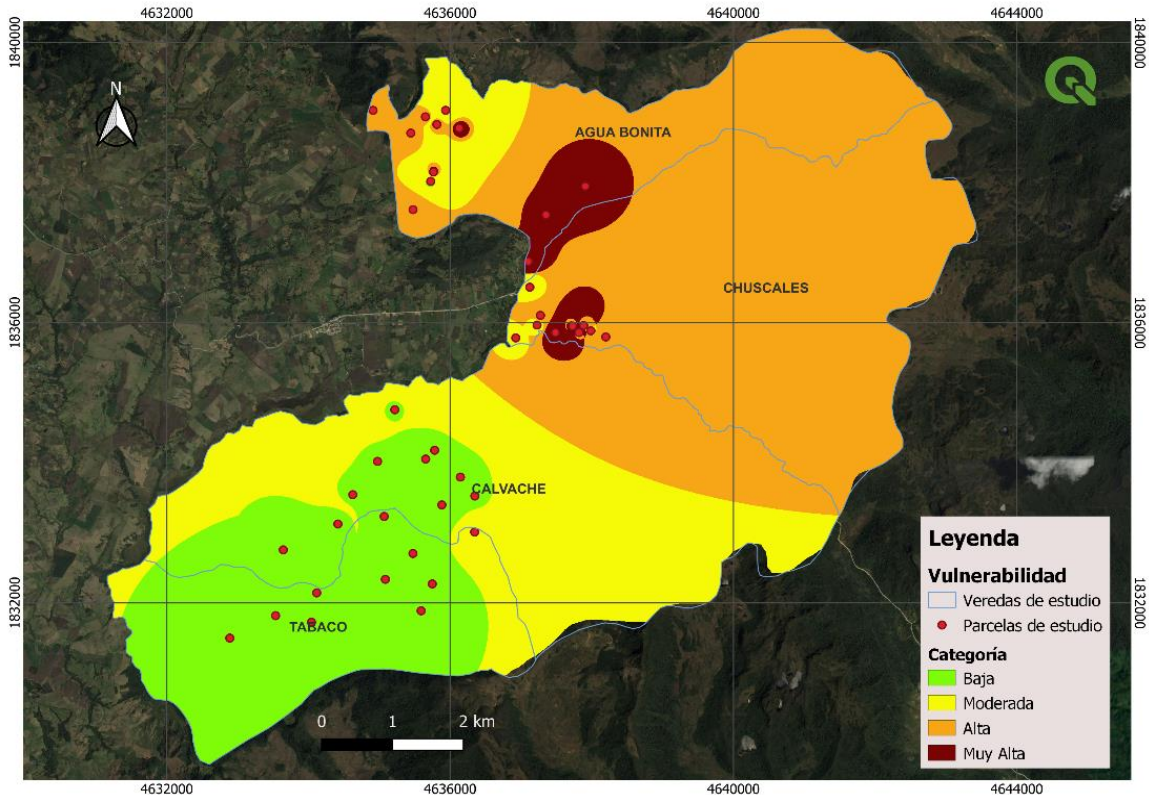 4632000 4636000 4640000 4644000
1840000 1840000
N
AGUA BONITA
CHUSCALES
1836000 1836000
CALVACHE
TABACO
1832000 1832000
0 1 2 km
Leyenda
Vulnerabilidad
Veredas de estudio
Parcelas de estudio
Categoría
Baja
Moderada
Alta
Muy Alta
4632000 4636000 4640000 4644000